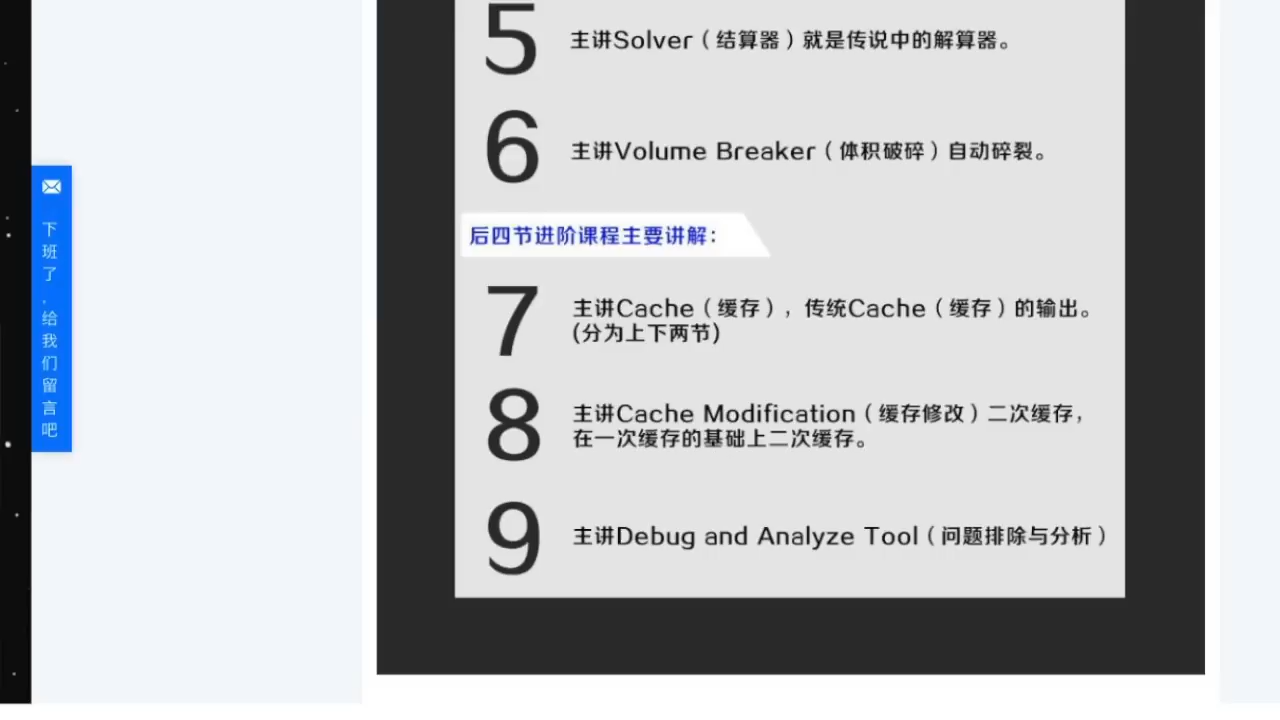 5
主讲Solver（结算器）就是传说中的解算器。
6
主讲Volume Breaker（体积破碎）自动碎裂。
后四节进阶课程主要讲解：
7
主讲Cache（缓存），传统Cache（缓存）的输出。
(分为上下两节)
8
主讲Cache Modification（缓存修改）二次缓存，
在一次缓存的基础上二次缓存。
9
主讲Debug and Analyze Tool（问题排除与分析）
下班了，给我们留言吧